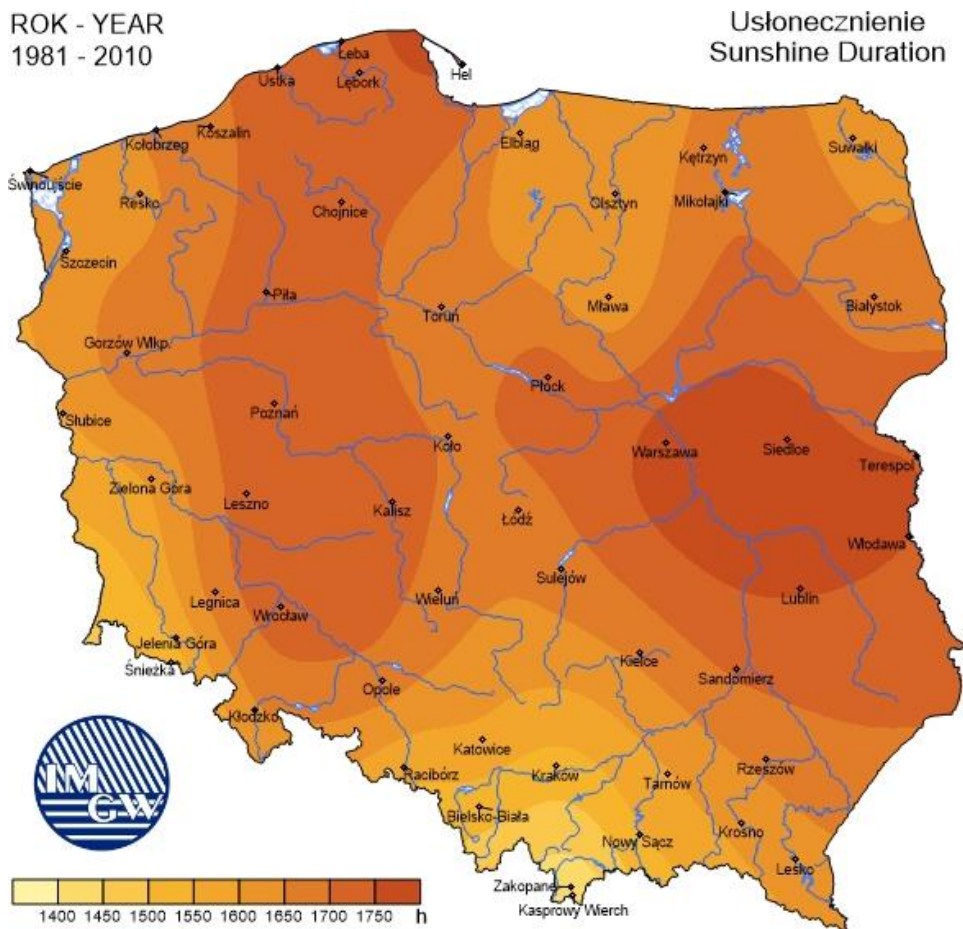 ROK - YEAR
1981 - 2010
Usłonecznienie
Sunshine Duration
Łeba
Hel
Ustka
Lębork
Koszalin
Kołobrzeg
Elbląg
Suwałki
Kętrzyn
Świnoujście
Resko
Chojnice
Olsztyn
Mikołajki
Szczecin
Piła
Toruń
Mława
Białystok
Gorzów Wlkp.
Płock
Słubice
Poznań
Koło
Warszawa
Siedlce
Terespol
Zielona Góra
Leszno
Kalisz
Łódź
Włodawa
Sulejów
Legnica
Wrocław
Wieluń
Lublin
Jelenia Góra
Śnieżka
Kielce
Sandomierz
Opole
Kłodzko
Katowice
Racibórz
Kraków
Tarnów
Rzeszów
Bielsko-Biała
Nowy Sącz
Krosno
Lesko
Zakopane
Kasprowy Wierch
IM
GW
1400 1450 1500 1550 1600 1650 1700 1750 h